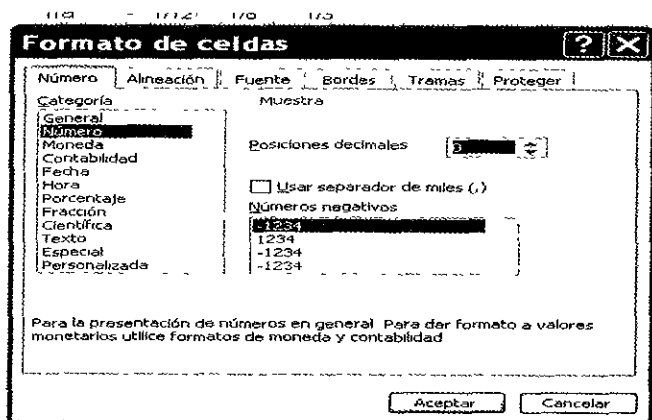 Formato de celdas
Número Alineación Fuente Bordes Tramas Proteger
Categoría
Muestra
General
Número
Moneda
Contabilidad
Fecha
Hora
Porcentaje
Fracción
Científica
Texto
Especial
Personalizada
Posiciones decimales
Usar separador de miles (,)
Números negativos
-1234
1234
-1234
-1234
Para la presentación de números en general Para dar formato a valores
monetarios utilice formatos de moneda y contabilidad
Aceptar Cancelar